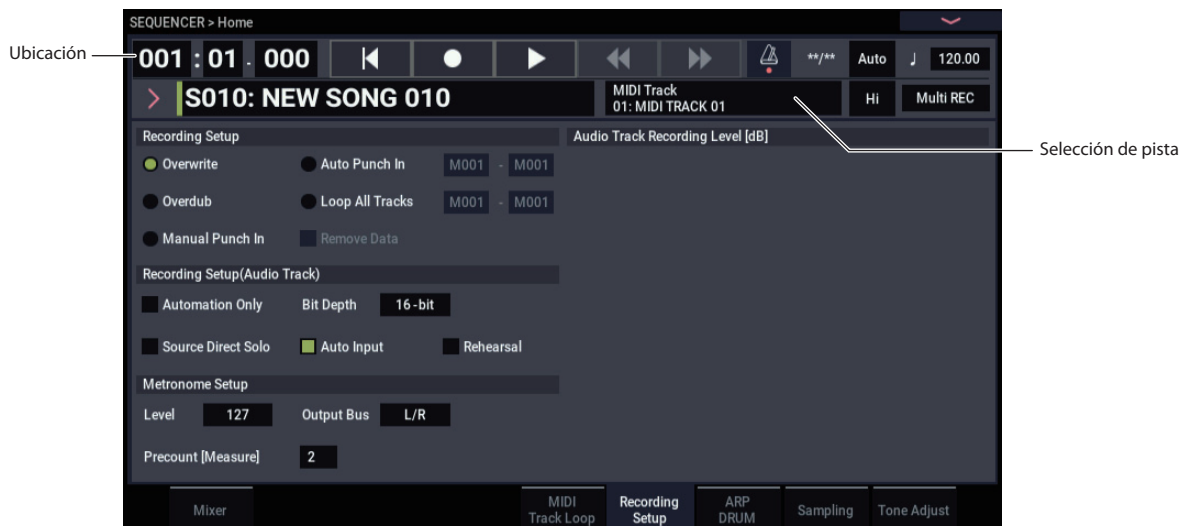 SEQUENCER > Home
Ubicación
001 : 01 . 000
**/**
Auto
♩ 120.00
S010: NEW SONG 010
MIDI Track
01: MIDI TRACK 01
Hi
Multi REC
Selección de pista
Recording Setup
Audio Track Recording Level [dB]
Overwrite
Auto Punch In
M001 - M001
Overdub
Loop All Tracks
M001 - M001
Manual Punch In
Remove Data
Recording Setup(Audio Track)
Automation Only
Bit Depth
16-bit
Source Direct Solo
Auto Input
Rehearsal
Metronome Setup
Level
127
Output Bus
L/R
Precount [Measure]
2
Mixer
MIDI
Track Loop
Recording
Setup
ARP
DRUM
Sampling
Tone Adjust